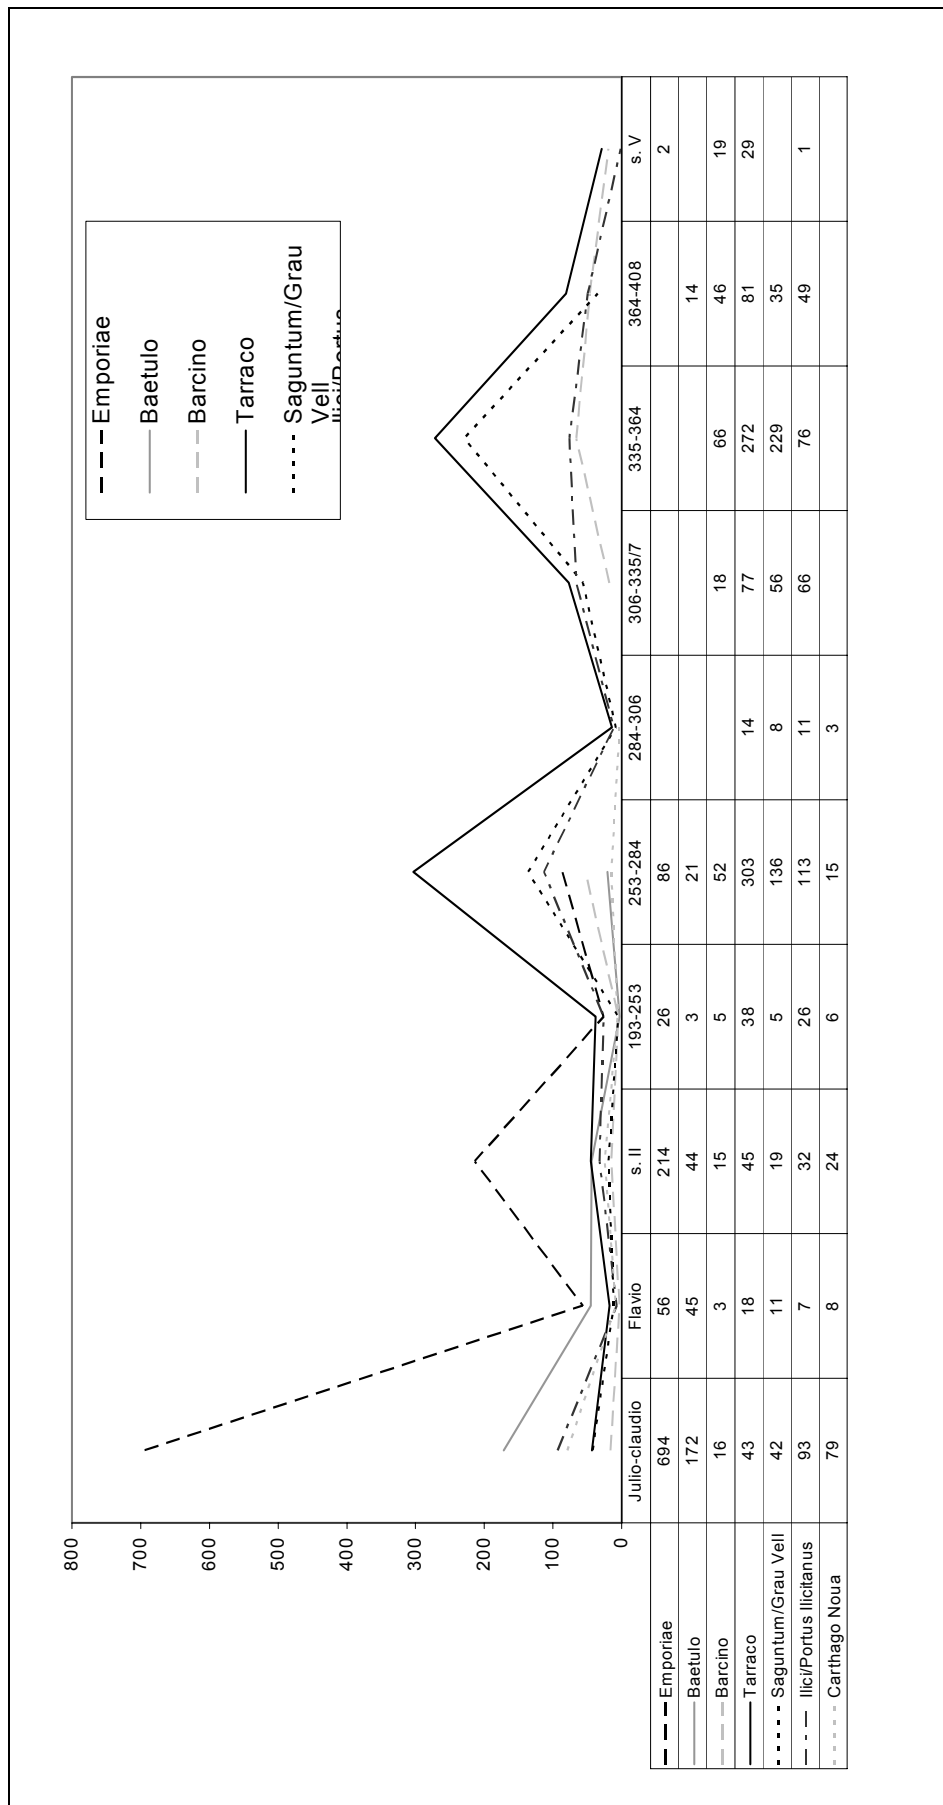 800
700
600
500
400
300
200
100
0
Emporiae
Baetulo
Barcino
Tarraco
Saguntum/Grau
Vell
Julio-claudio Flavio s. II 193-253 253-284 284-306 306-335/7 335-364 364-408 s. V
Emporiae 694 56 214 26 86 2
Baetulo 172 45 44 3 21 14
Barcino 16 3 15 5 52 18 66 46 19
Tarraco 43 18 45 38 303 14 77 272 81 29
Saguntum/Grau Vell 42 11 19 5 136 8 56 229 35
Ilici/Portus Ilicitanus 93 7 32 26 113 11 66 76 49 1
Carthago Noua 79 8 24 6 15 3